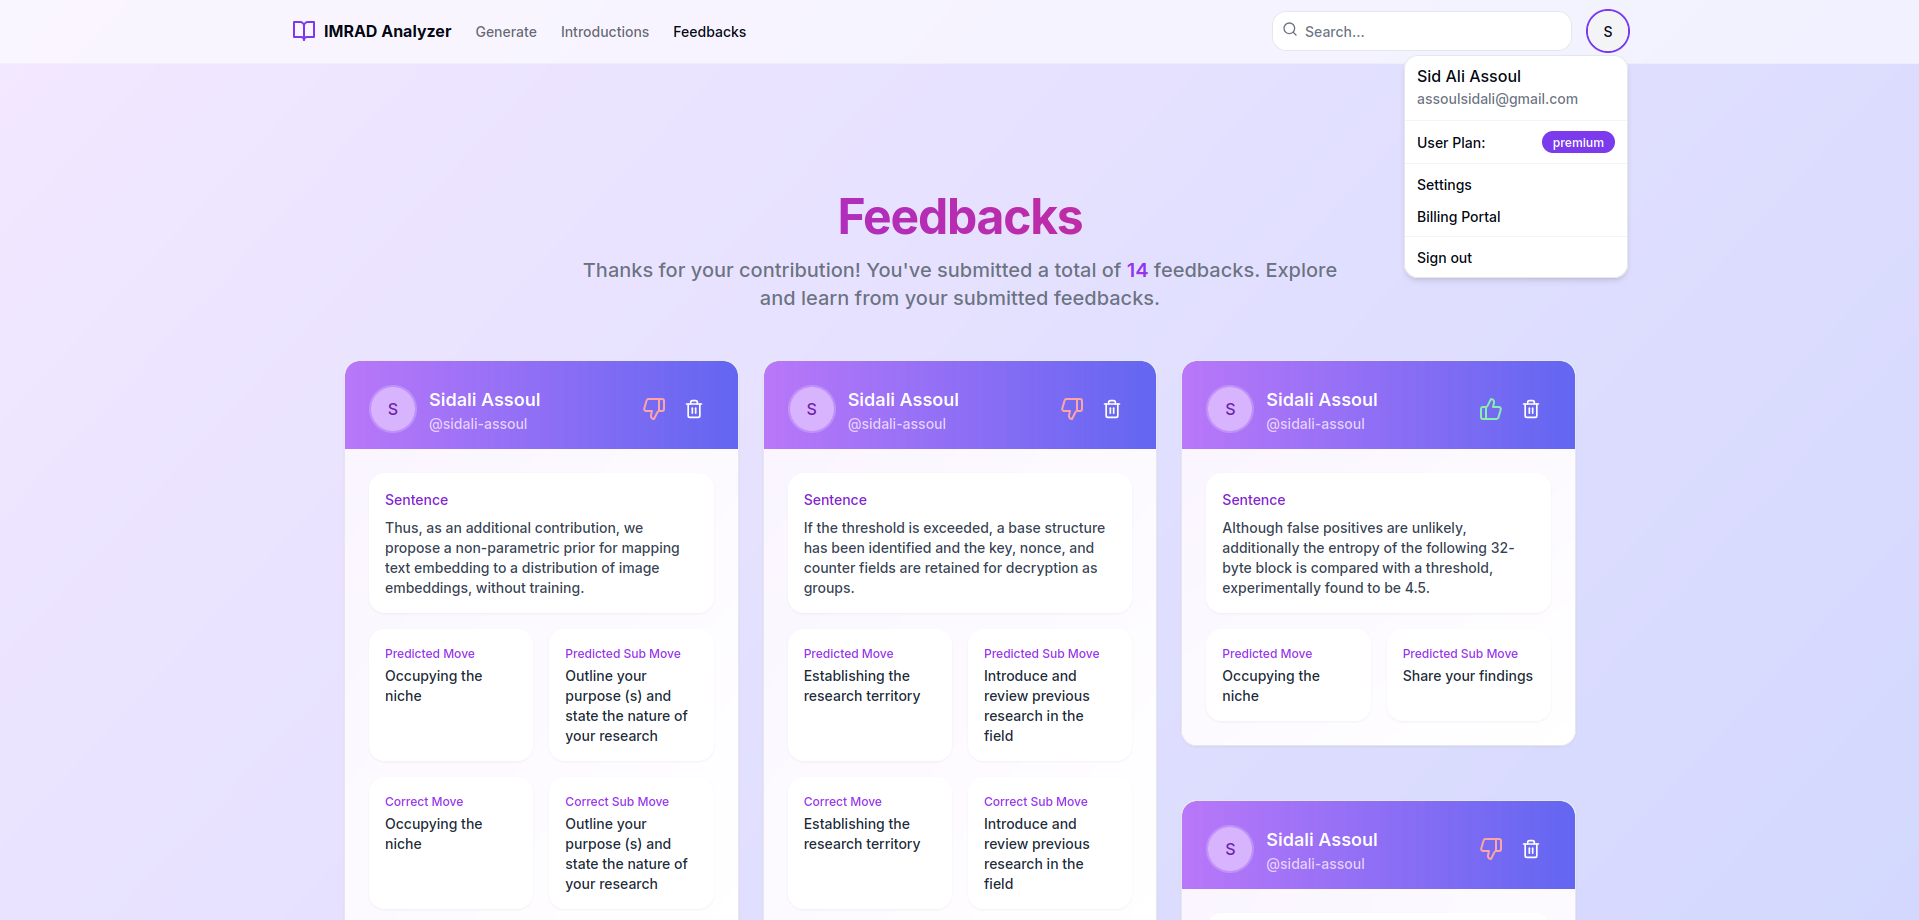 IMRAD Analyzer
Generate
Introductions
Feedbacks
Search...
S
Sid Ali Assoul
assoulsidali@gmail.com
User Plan:
premium
Settings
Billing Portal
Sign out
Feedbacks
Thanks for your contribution! You've submitted a total of 14 feedbacks. Explore
and learn from your submitted feedbacks.
S
Sidali Assoul
@sidali-assoul
Sentence
Thus, as an additional contribution, we
propose a non-parametric prior for mapping
text embedding to a distribution of image
embeddings, without training.
Predicted Move
Occupying the
niche
Predicted Sub Move
Outline your
purpose (s) and
state the nature of
your research
Correct Move
Occupying the
niche
Correct Sub Move
Outline your
purpose (s) and
state the nature of
your research
S
Sidali Assoul
@sidali-assoul
Sentence
If the threshold is exceeded, a base structure
has been identified and the key, nonce, and
counter fields are retained for decryption as
groups.
Predicted Move
Establishing the
research territory
Predicted Sub Move
Introduce and
review previous
research in the
field
Correct Move
Establishing the
research territory
Correct Sub Move
Introduce and
review previous
research in the
field
S
Sidali Assoul
@sidali-assoul
Sentence
Although false positives are unlikely,
additionally the entropy of the following 32-
byte block is compared with a threshold,
experimentally found to be 4.5.
Predicted Move
Occupying the
niche
Predicted Sub Move
Share your findings
S
Sidali Assoul
@sidali-assoul